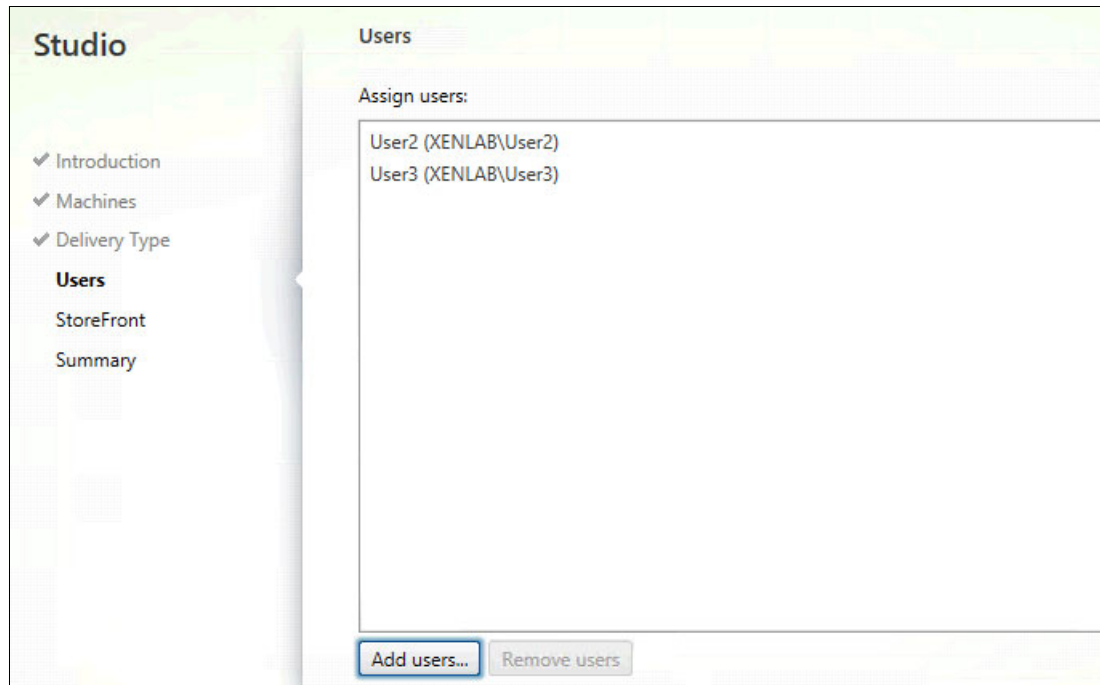 Studio
Introduction
Machines
Delivery Type
Users
StoreFront
Summary
Users
Assign users:
User2 (XENLAB\User2)
User3 (XENLAB\User3)
Add users...
Remove users